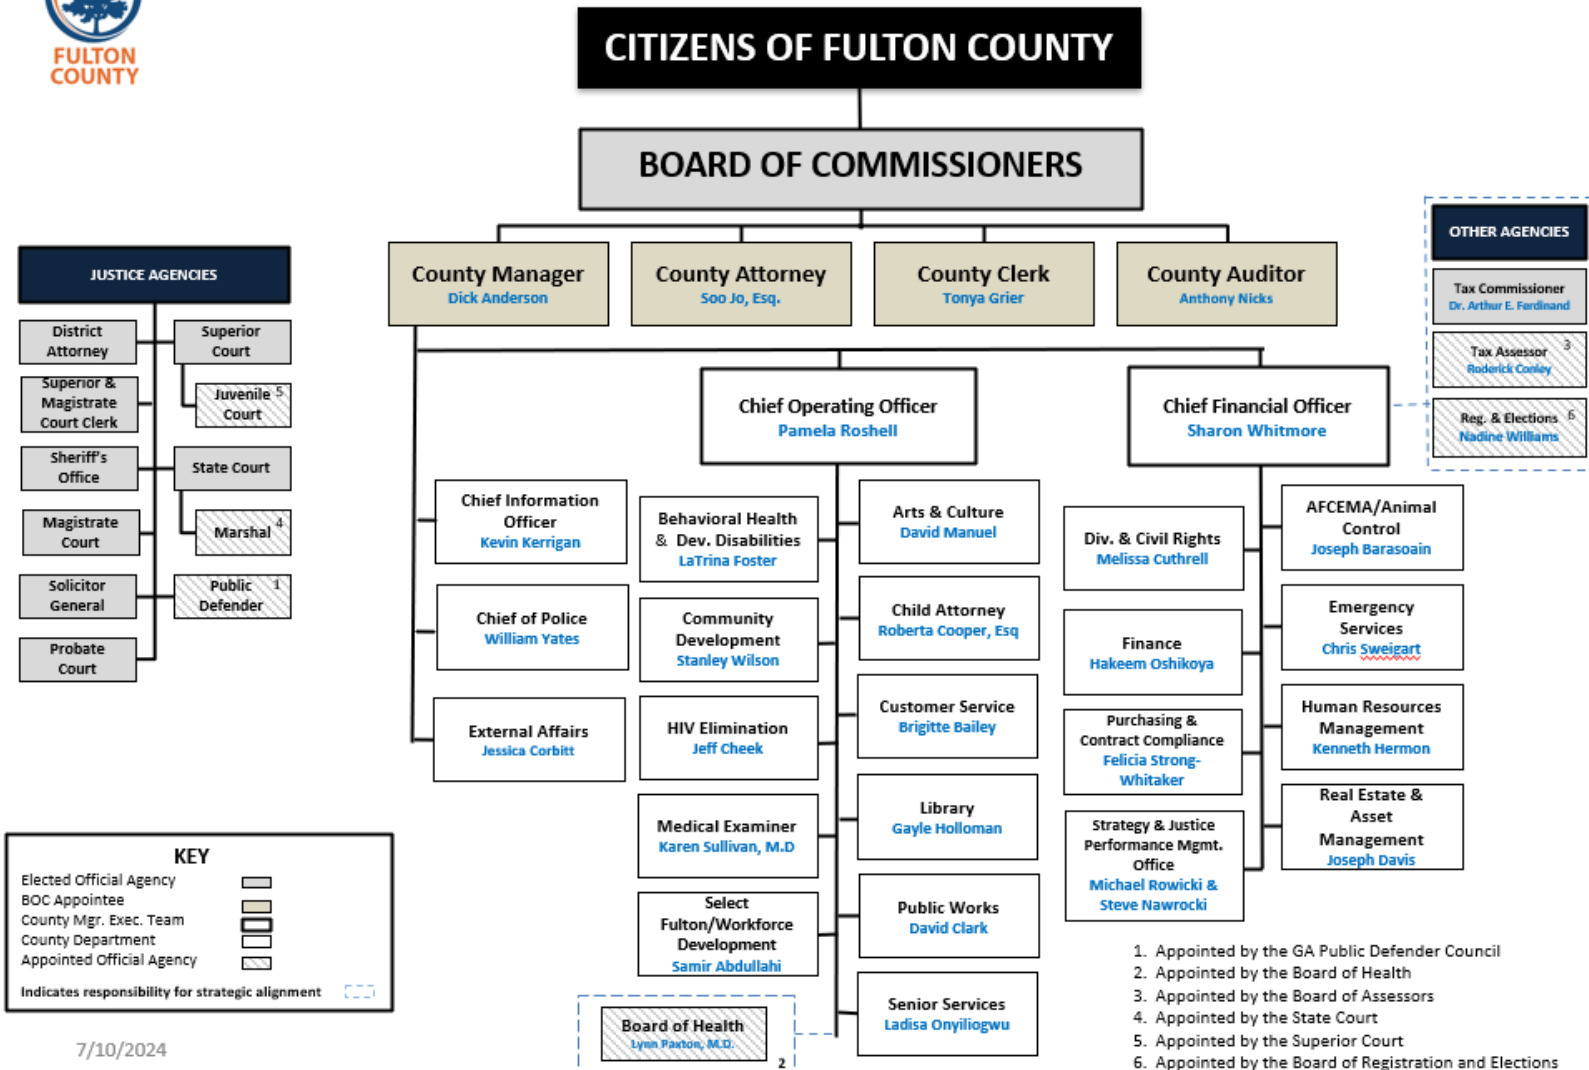 FULTON
COUNTY
CITIZENS OF FULTON COUNTY
BOARD OF COMMISSIONERS
County Manager
Dick Anderson
County Attorney
Soo Jo, Esq.
County Clerk
Tonya Grier
County Auditor
Anthony Nicks
OTHER AGENCIES
Tax Commissioner
Dr. Arthur E. Ferdinand
Tax Assessor 3
Roderick Conley
Reg. & Elections 6
Nadine Williams
JUSTICE AGENCIES
District
Attorney
Superior
Court
Superior &
Magistrate
Court Clerk
Juvenile 5
Court
Sheriff's
Office
State Court
Magistrate
Court
Marshal 4
Solicitor
General
Public 1
Defender
Probate
Court
Chief Operating Officer
Pamela Roshell
Chief Financial Officer
Sharon Whitmore
Chief Information
Officer
Kevin Kerrigan
Chief of Police
William Yates
External Affairs
Jessica Corbitt
Behavioral Health
& Dev. Disabilities
LaTrina Foster
Community
Development
Stanley Wilson
HIV Elimination
Jeff Cheek
Medical Examiner
Karen Sullivan, M.D
Select
Fulton/Workforce
Development
Samir Abdullahi
Board of Health
Lynn Paxton, M.D.
2
Arts & Culture
David Manuel
Child Attorney
Roberta Cooper, Esq
Customer Service
Brigitte Bailey
Library
Gayle Holloman
Public Works
David Clark
Senior Services
Ladisa Onyiliogwu
Div. & Civil Rights
Melissa Cuthrell
Finance
Hakeem Oshikoya
Purchasing &
Contract Compliance
Felicia Strong-
Whitaker
Strategy & Justice
Performance Mgmt.
Office
Michael Rowicki &
Steve Nawrocki
AFCEMA/Animal
Control
Joseph Barasoain
Emergency
Services
Chris Sweigart
Human Resources
Management
Kenneth Hermon
Real Estate &
Asset
Management
Joseph Davis
KEY
Elected Official Agency
BOC Appointee
County Mgr. Exec. Team
County Department
Appointed Official Agency
Indicates responsibility for strategic alignment
7/10/2024
1. Appointed by the GA Public Defender Council
2. Appointed by the Board of Health
3. Appointed by the Board of Assessors
4. Appointed by the State Court
5. Appointed by the Superior Court
6. Appointed by the Board of Registration and Elections